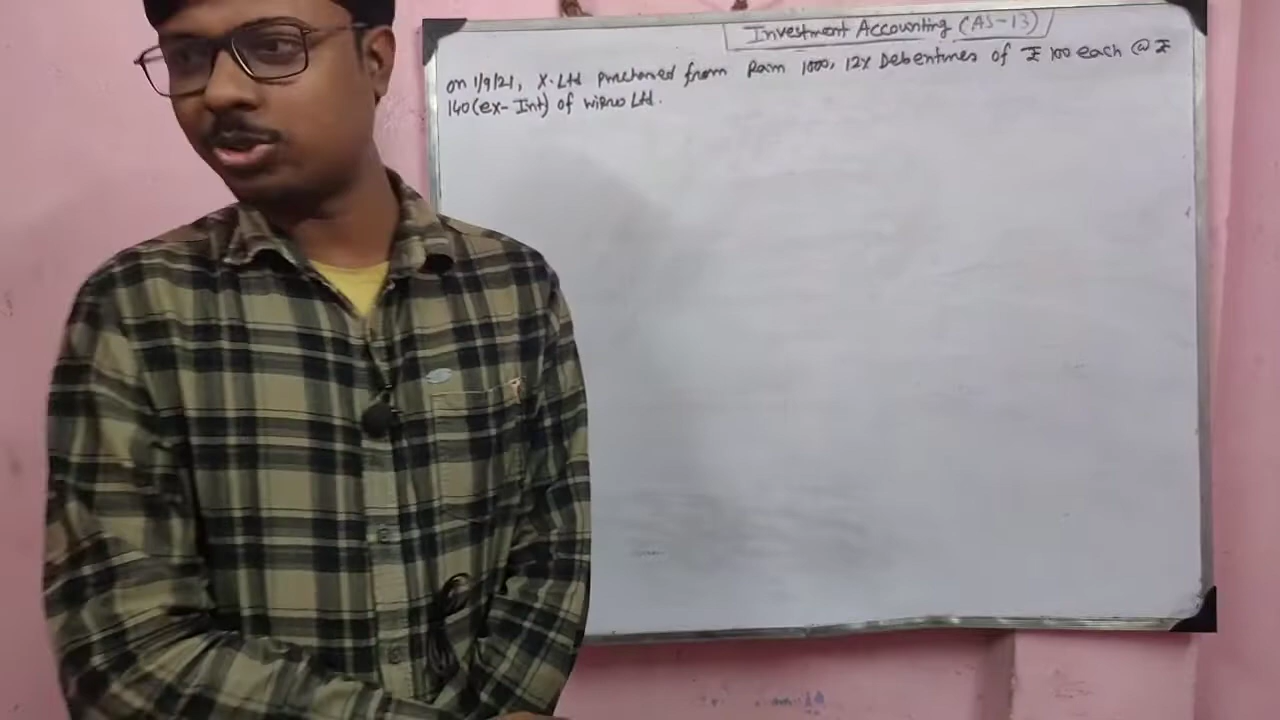 Investment Accounting (AS-13)
on 1/9/21, X. Ltd purchased from Ram 1000, 12% Debentures of ₹ 100 each @ ₹
140 (ex-Int) of wipro Ltd.